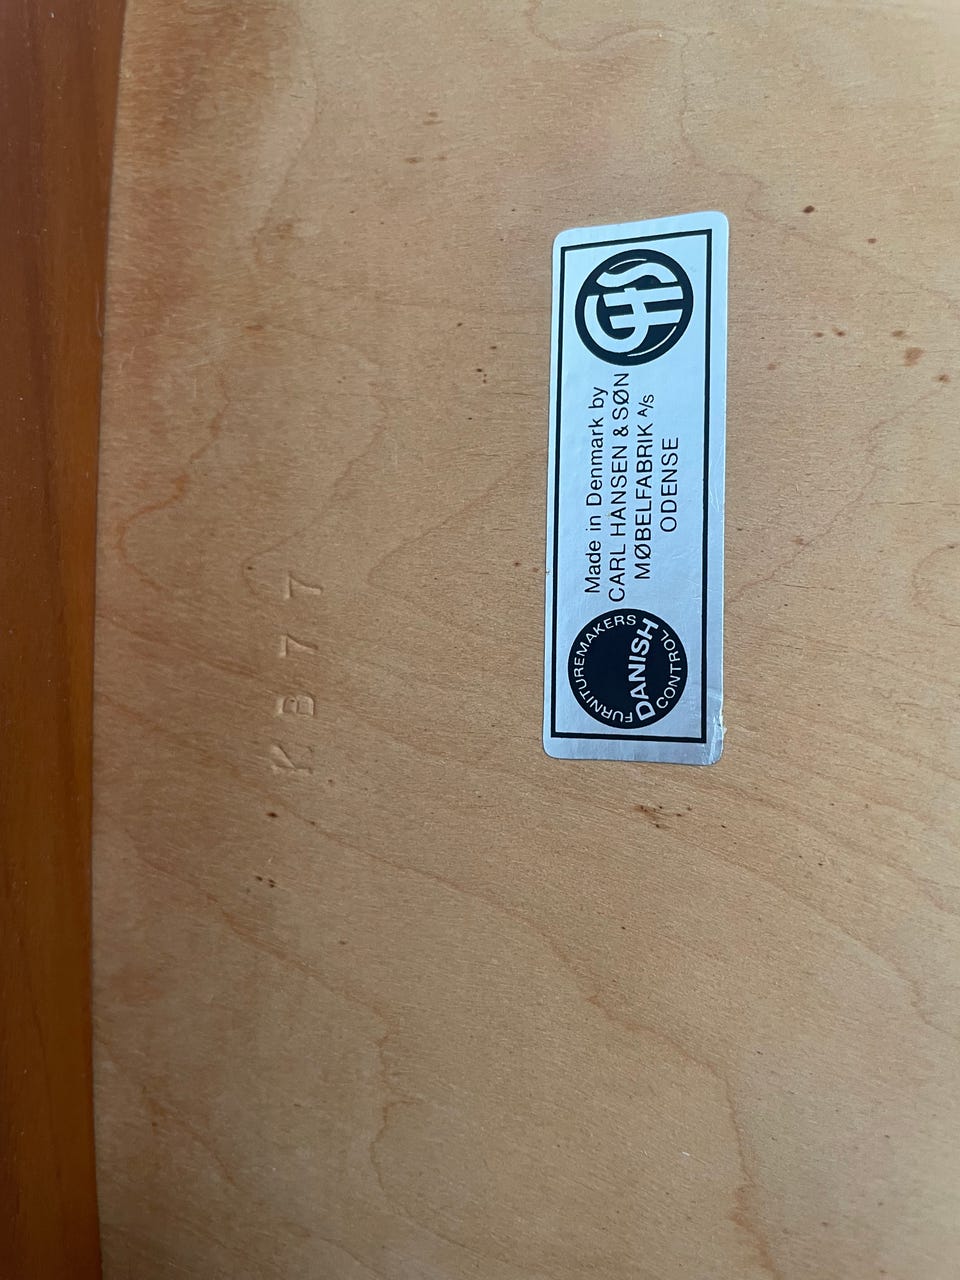 CHS
Made in Denmark by
CARL HANSEN & SØN
MØBELFABRIK A/s
ODENSE
FURNITUREMAKERS
DANISH
CONTROL
KB77